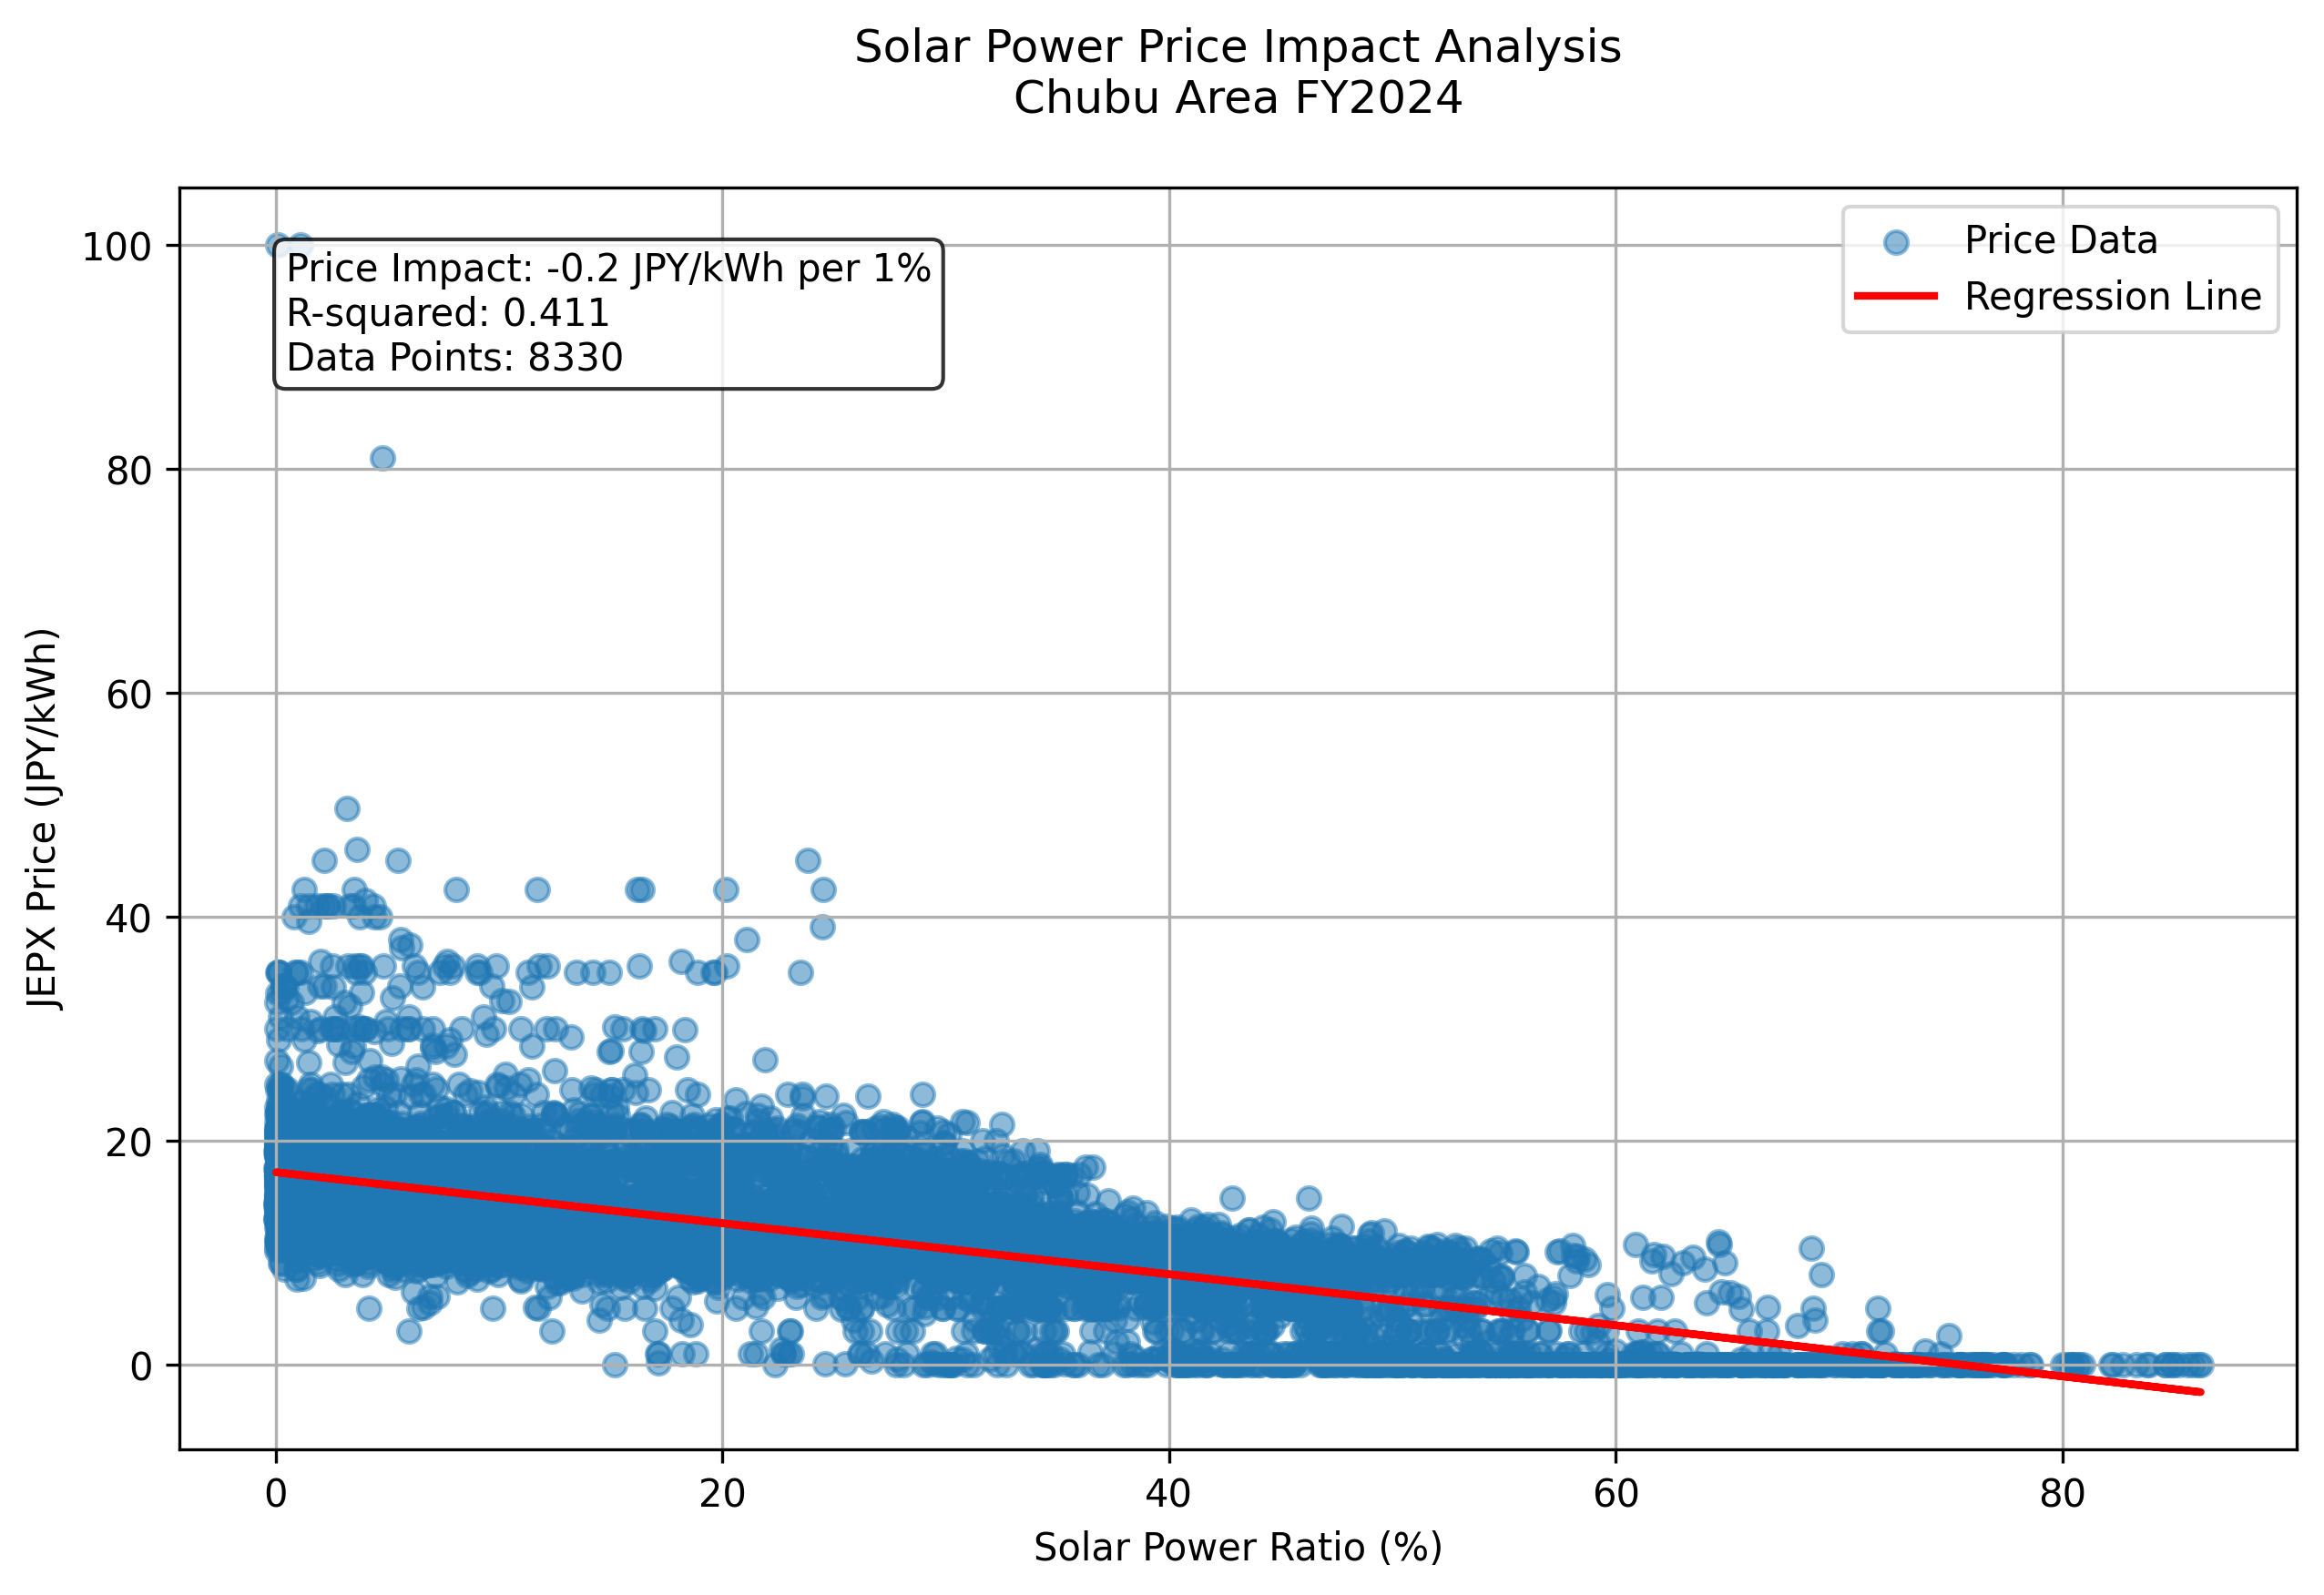 Solar Power Price Impact Analysis
Chubu Area FY2024
Price Impact: -0.2 JPY/kWh per 1%
R-squared: 0.411
Data Points: 8330
Price Data
Regression Line
JEPX Price (JPY/kWh)
100
80
60
40
20
0
0
20
40
60
80
Solar Power Ratio (%)